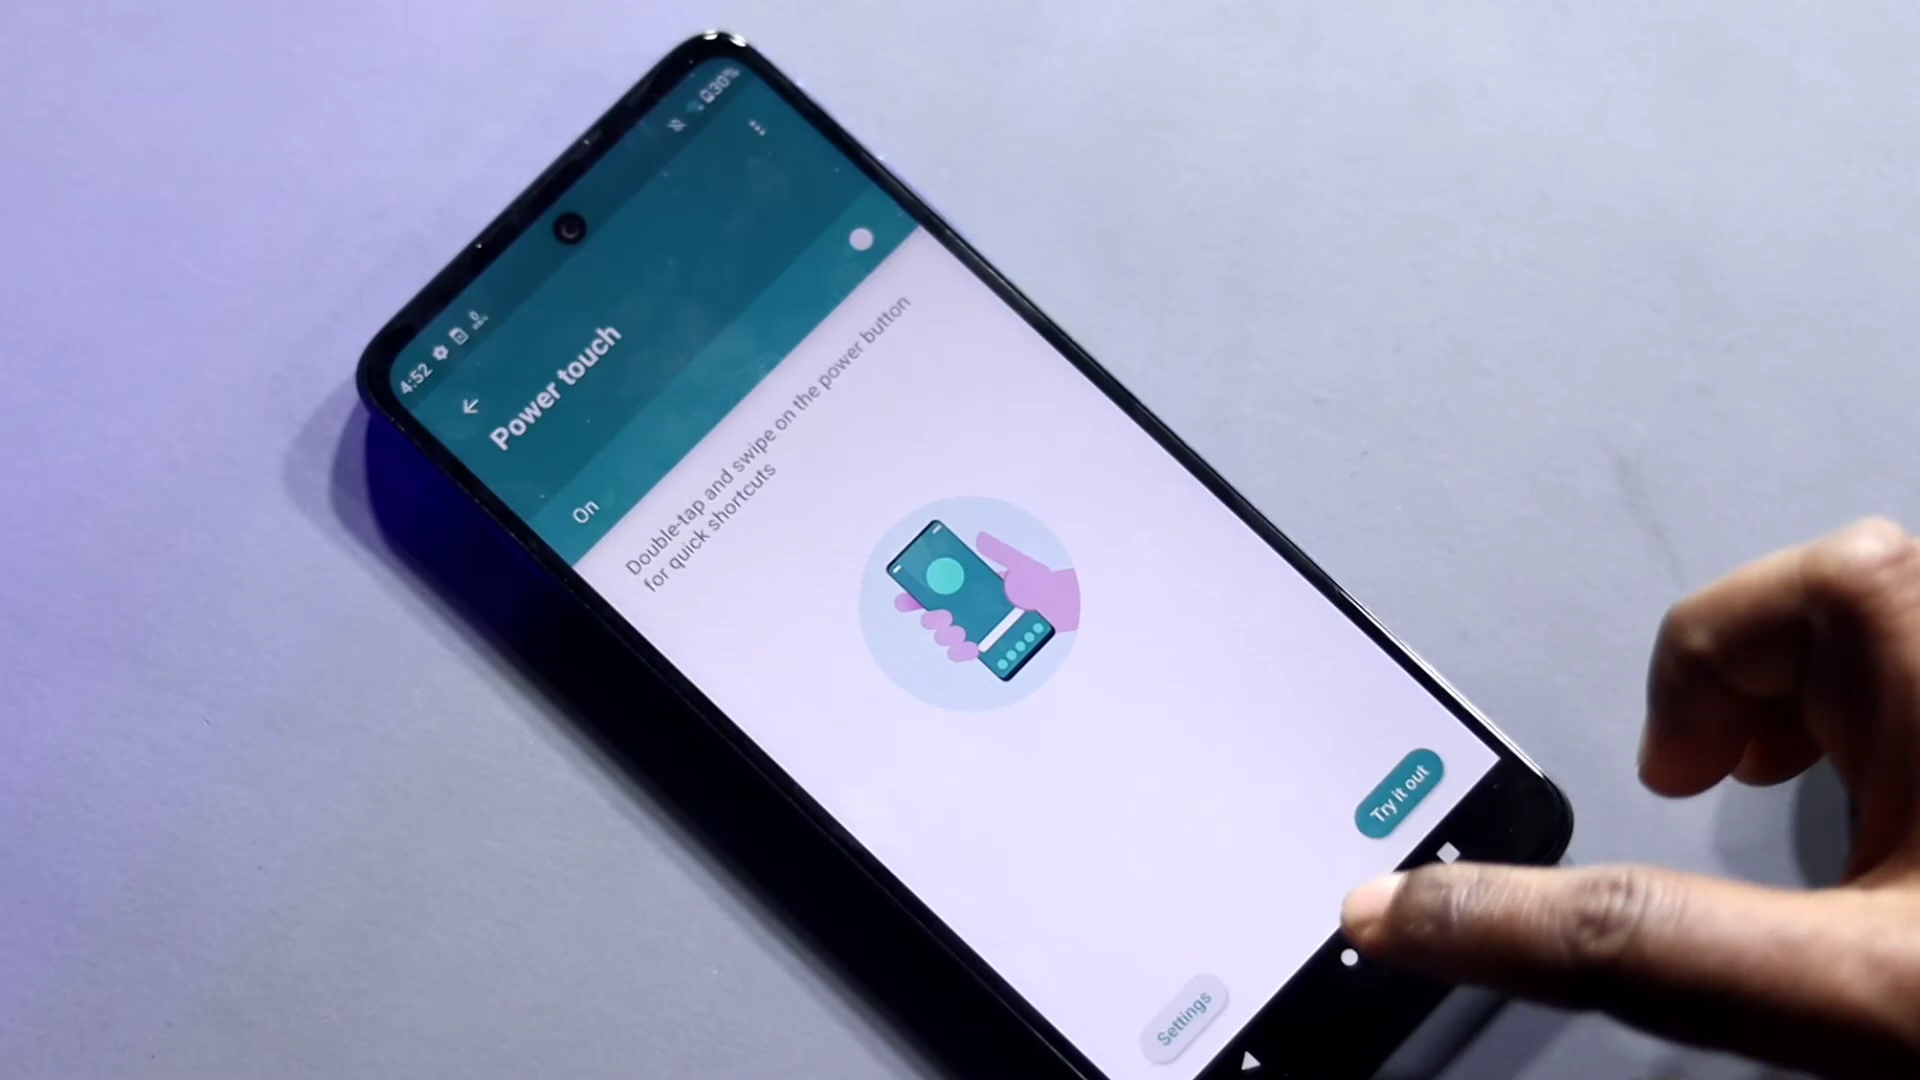 4:52
30%
Power touch
On
Double-tap and swipe on the power button
for quick shortcuts
Try it out
Settings